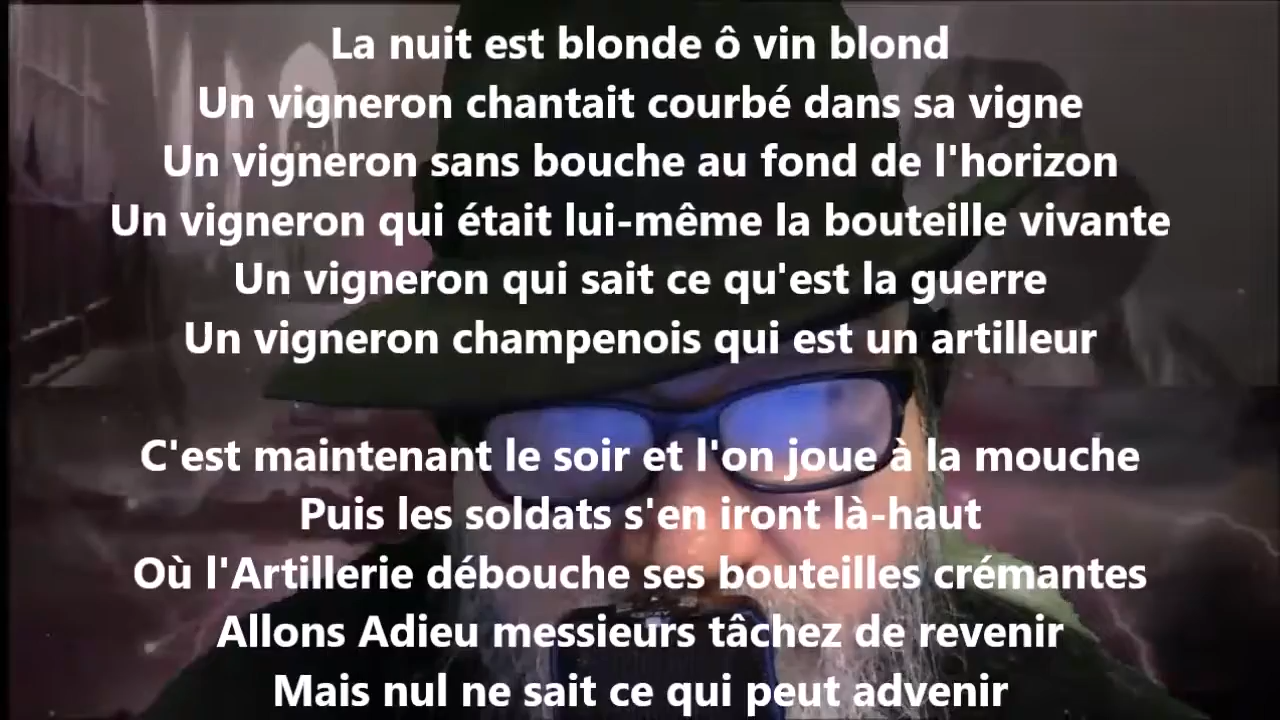 La nuit est blonde ô vin blond
Un vigneron chantait courbé dans sa vigne
Un vigneron sans bouche au fond de l'horizon
Un vigneron qui était lui-même la bouteille vivante
Un vigneron qui sait ce qu'est la guerre
Un vigneron champenois qui est un artilleur
C'est maintenant le soir et l'on joue à la mouche
Puis les soldats s'en iront là-haut
Où l'Artillerie débouche ses bouteilles crémantes
Allons Adieu messieurs tâchez de revenir
Mais nul ne sait ce qui peut advenir